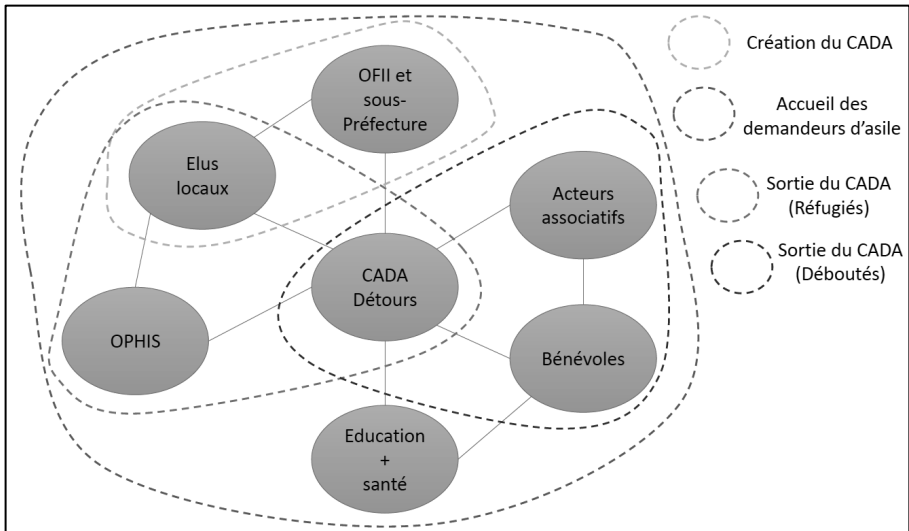 OFII et
sous-
Préfecture
Elus
locaux
Acteurs
associatifs
CADA
Détours
OPHIS
Bénévoles
Education
+
santé
Création du CADA
Accueil des
demandeurs d'asile
Sortie du CADA
(Réfugiés)
Sortie du CADA
(Déboutés)